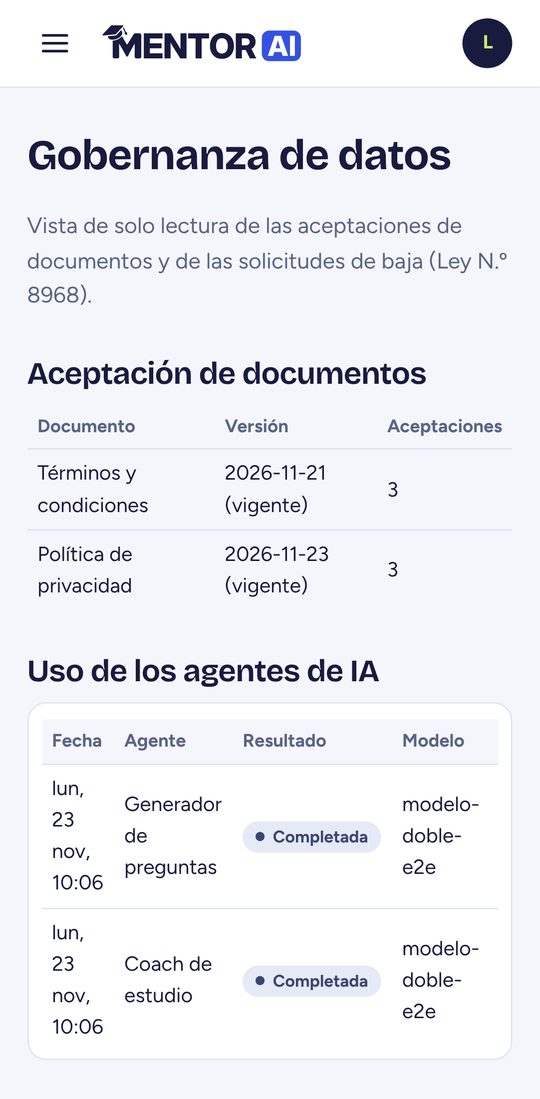 MENTOR AI
L
Gobernanza de datos
Vista de solo lectura de las aceptaciones de
documentos y de las solicitudes de baja (Ley N.º
8968).
Aceptación de documentos
Documento Versión Aceptaciones
Términos y condiciones 2026-11-21 (vigente) 3
Política de privacidad 2026-11-23 (vigente) 3
Uso de los agentes de IA
Fecha Agente Resultado Modelo
lun, 23 nov, 10:06 Generador de preguntas Completada modelo-doble-e2e
lun, 23 nov, 10:06 Coach de estudio Completada modelo-doble-e2e